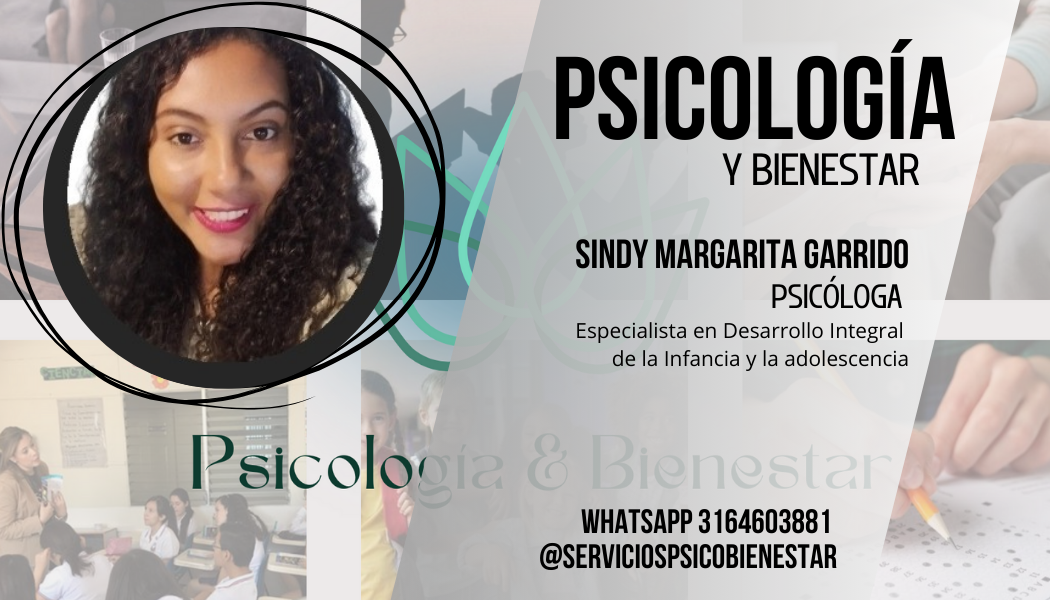 PSICOLOGÍA
Y BIENESTAR
SINDY MARGARITA GARRIDO
PSICÓLOGA
Especialista en Desarrollo Integral
de la Infancia y la adolescencia
Psicología & Bienestar
WHATSAPP 3164603881
@SERVICIOSPSICOBIENESTAR